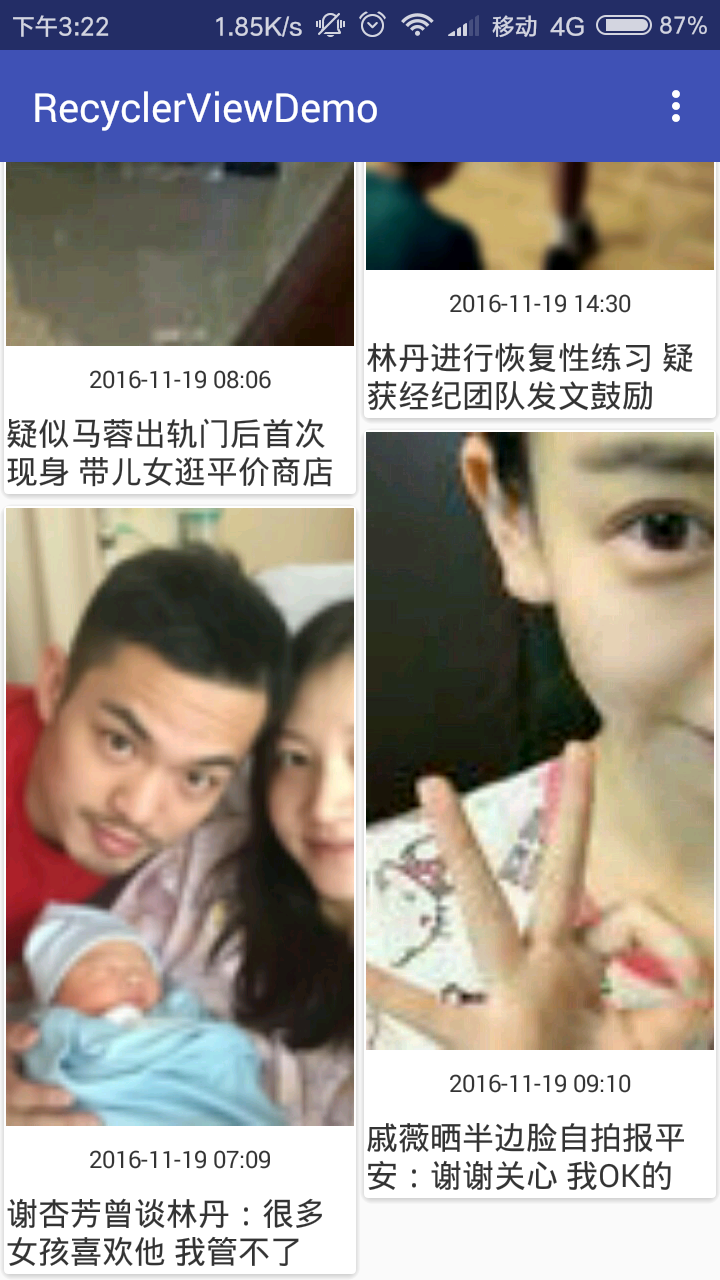 下午3:22 1.85K/s 移动 4G 87%
RecyclerViewDemo
2016-11-19 08:06
疑似马蓉出轨门后首次
现身 带儿女逛平价商店
2016-11-19 14:30
林丹进行恢复性练习 疑
获经纪团队发文鼓励
2016-11-19 07:09
谢杏芳曾谈林丹：很多
女孩喜欢他 我管不了
2016-11-19 09:10
戚薇晒半边脸自拍报平
安：谢谢关心 我OK的